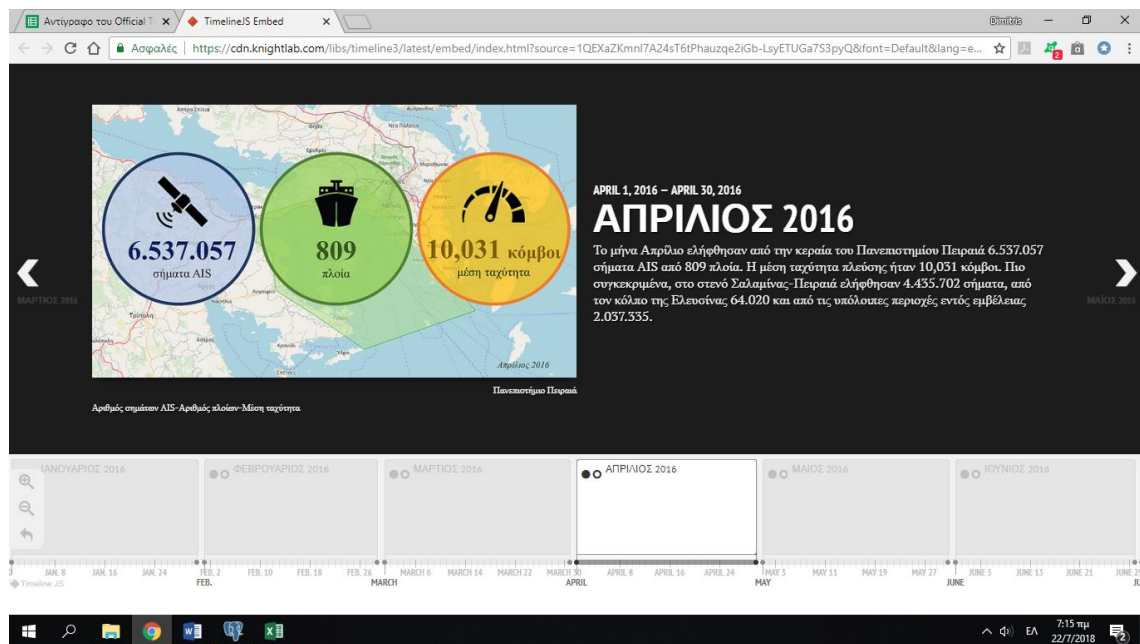 Αντίγραφο του Official T
TimelineJS Embed
Dimitris
Ασφαλές | https://cdn.knightlab.com/libs/timeline3/latest/embed/index.html?source=1QEXaZKmnI7A24sT6tPhauzqe2iGb-LsyETUGa7S3pyQ&font=Default&lang=e...
2
6.537.057
σήματα AIS
809
πλοία
10,031 κόμβοι
μέση ταχύτητα
Θήβα
Τρίπολη
Απρίλιος 2016
Πανεπιστήμιο Πειραιά
Αριθμός σημάτων AIS-Αριθμός πλοίων-Μέση ταχύτητα
APRIL 1, 2016 — APRIL 30, 2016
ΑΠΡΙΛΙΟΣ 2016
Το μήνα Απρίλιο ελήφθησαν από την κεραία του Πανεπιστημίου Πειραιά 6.537.057
σήματα AIS από 809 πλοία. Η μέση ταχύτητα πλεύσης ήταν 10,031 κόμβοι. Πιο
συγκεκριμένα, στο στενό Σαλαμίνας-Πειραιά ελήφθησαν 4.435.702 σήματα, από
τον κόλπο της Ελευσίνας 64.020 και από τις υπόλοιπες περιοχές εντός εμβέλειας
2.037.335.
ΜΑΡΤΙΟΣ 2016
ΜΑΪΟΣ 2016
ΙΑΝΟΥΑΡΙΟΣ 2016
ΦΕΒΡΟΥΑΡΙΟΣ 2016
ΜΑΡΤΙΟΣ 2016
ΑΠΡΙΛΙΟΣ 2016
ΜΑΙΟΣ 2016
ΙΟΥΝΙΟΣ 2016
JAN. 8 JAN. 16 JAN. 24 FEB. 2 FEB. 10 FEB. 18 FEB. 26 MARCH 6 MARCH 14 MARCH 22 MARCH 30 APRIL 8 APRIL 16 APRIL 24 MAY 3 MAY 11 MAY 19 MAY 27 JUNE 5 JUNE 13 JUNE 21 JUNE 29
FEB. MARCH APRIL MAY JUNE
Timeline JS
ΕΛ
7:15 πμ
22/7/2018
2